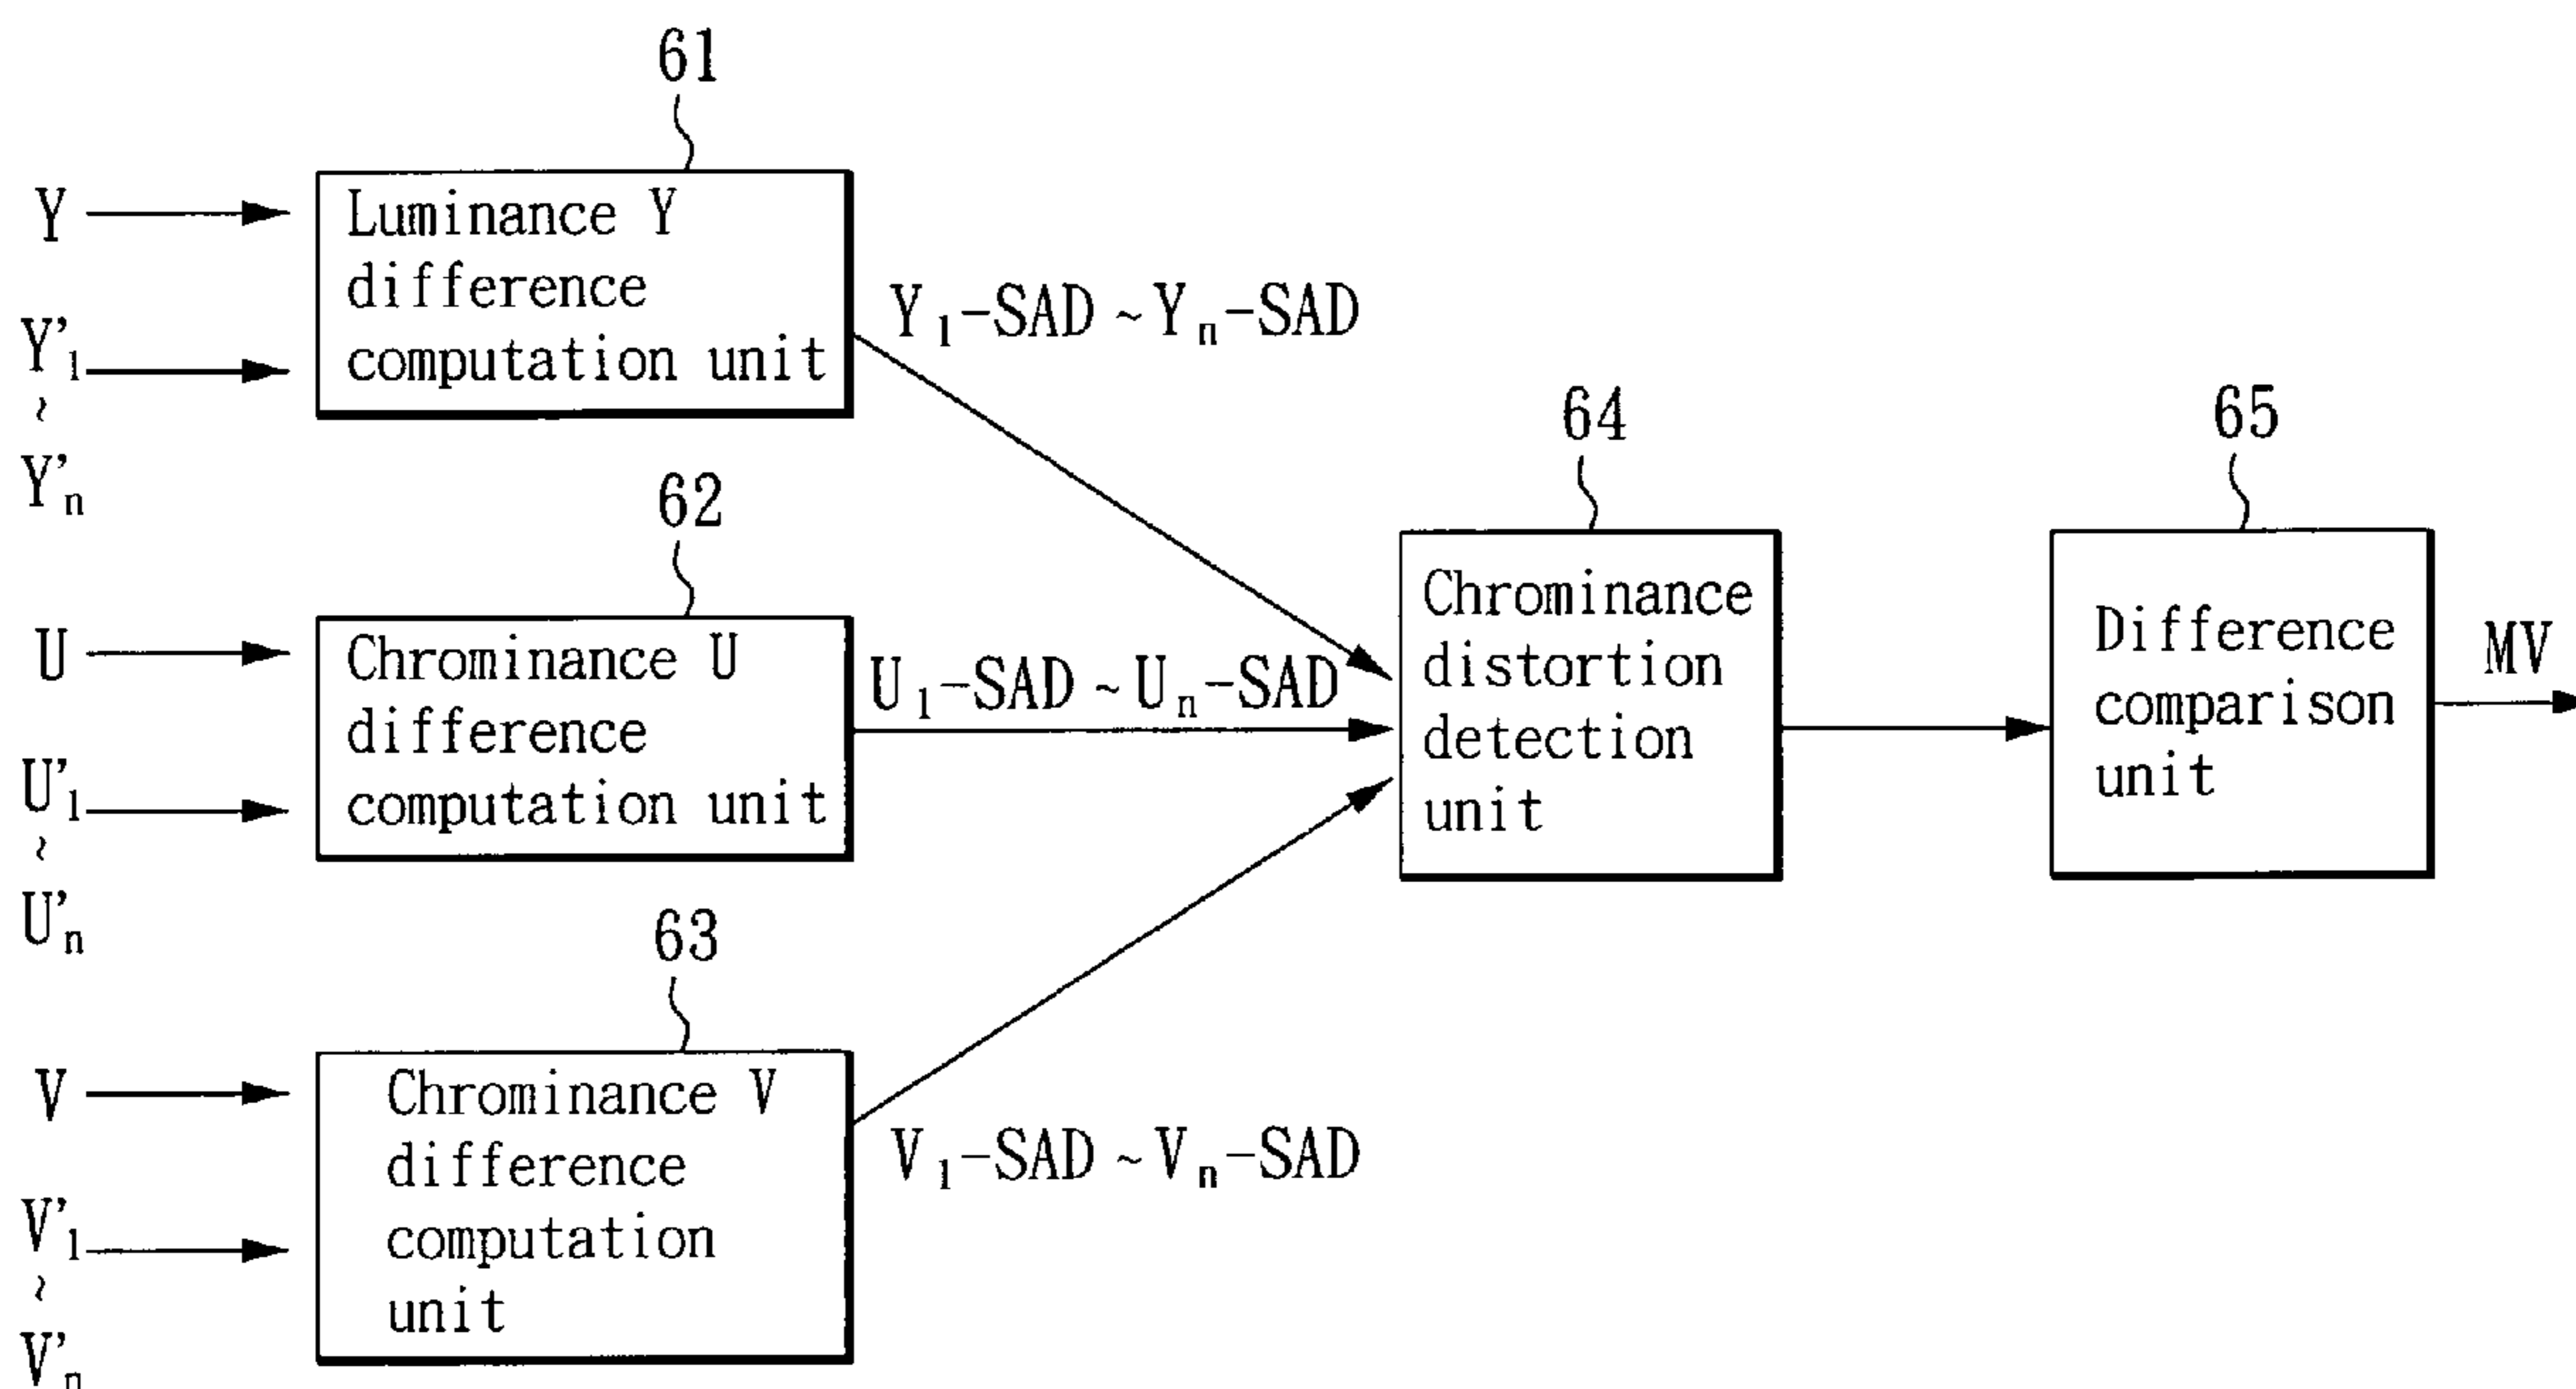 61
Y
Luminance Y
difference
computation unit
Y'1
~
Y'n
Y1-SAD ~ Yn-SAD
62
U
Chrominance U
difference
computation unit
U'1
~
U'n
U1-SAD ~ Un-SAD
63
V
Chrominance V
difference
computation
unit
V'1
~
V'n
V1-SAD ~ Vn-SAD
64
Chrominance
distortion
detection
unit
65
Difference
comparison
unit
MV